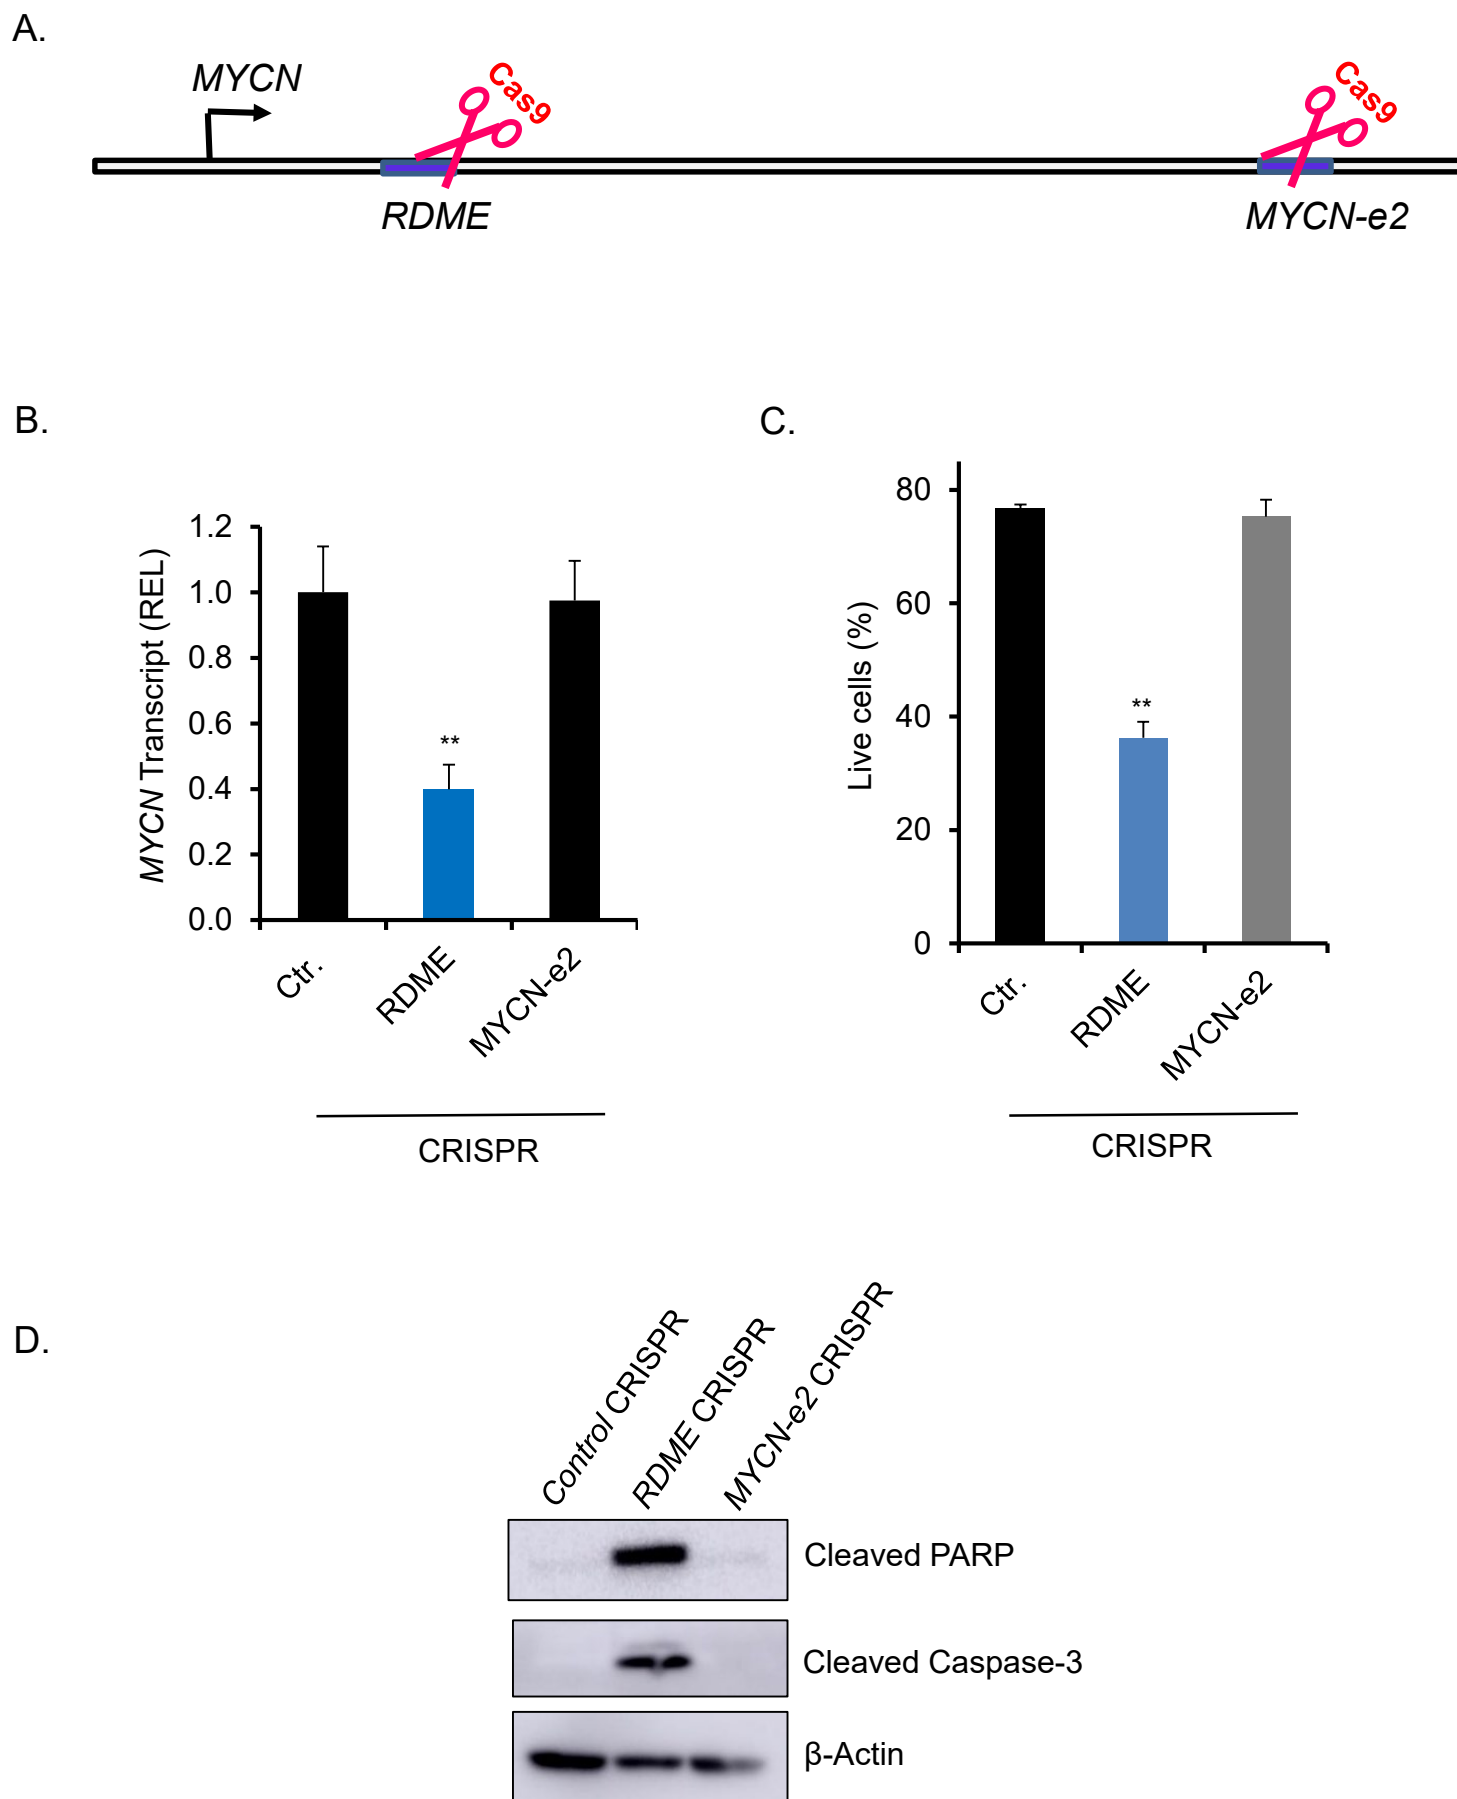 A.
MYCN
Cas9
Cas9
RDME
MYCN-e2
B.
MYCN Transcript (REL)
1.2
1.0
0.8
0.6
0.4
0.2
0.0
**
Ctr.
RDME
MYCN-e2
CRISPR
C.
Live cells (%)
80
60
40
20
0
**
Ctr.
RDME
MYCN-e2
CRISPR
D.
Control CRISPR
RDME CRISPR
MYCN-e2 CRISPR
Cleaved PARP
Cleaved Caspase-3
β-Actin